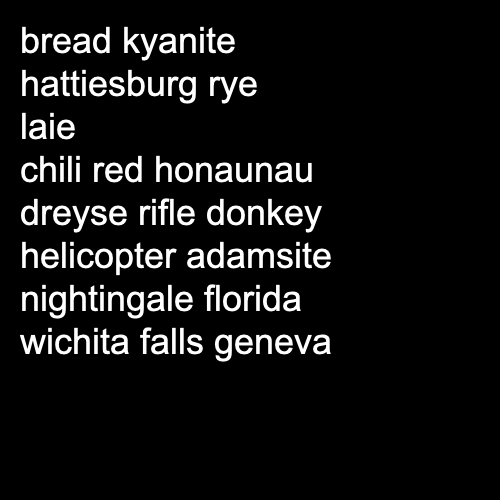 bread kyanite
hattiesburg rye
laie
chili red honaunau
dreyse rifle donkey
helicopter adamsite
nightingale florida
wichita falls geneva